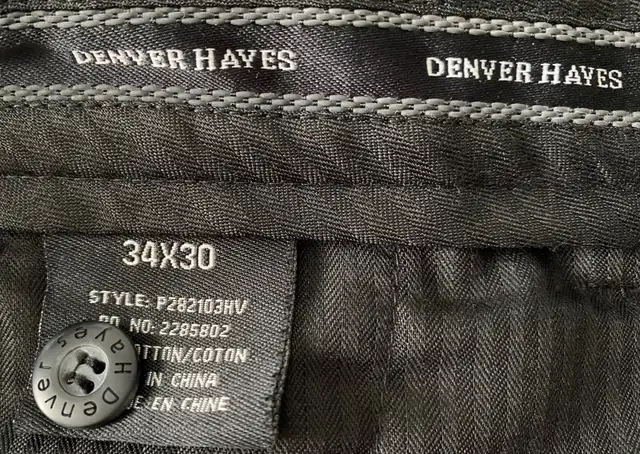 DENVER HAYES DENVER HAYES
34X30
STYLE: P282103HV
NO: 2285802
COTTON/COTON
IN CHINA
EN CHINE
Denver Hayes